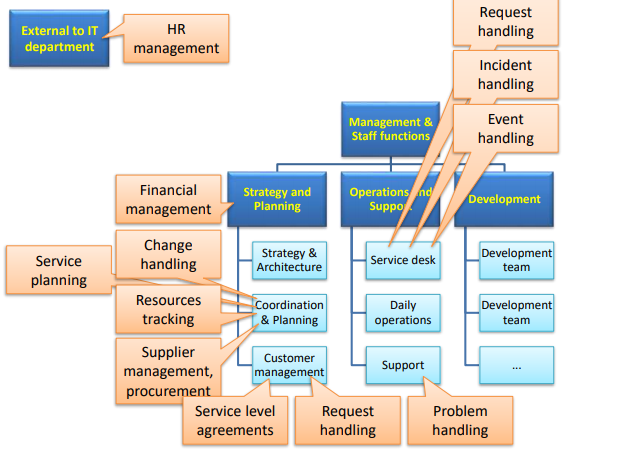 External to IT
department
HR
management
Request
handling
Incident
handling
Event
handling
Management &
Staff functions
Financial
management
Strategy and
Planning
Operations and
Support
Development
Change
handling
Service
planning
Resources
tracking
Supplier
management,
procurement
Strategy &
Architecture
Service desk
Development
team
Coordination
& Planning
Daily
operations
Development
team
Customer
management
Support
...
Service level
agreements
Request
handling
Problem
handling